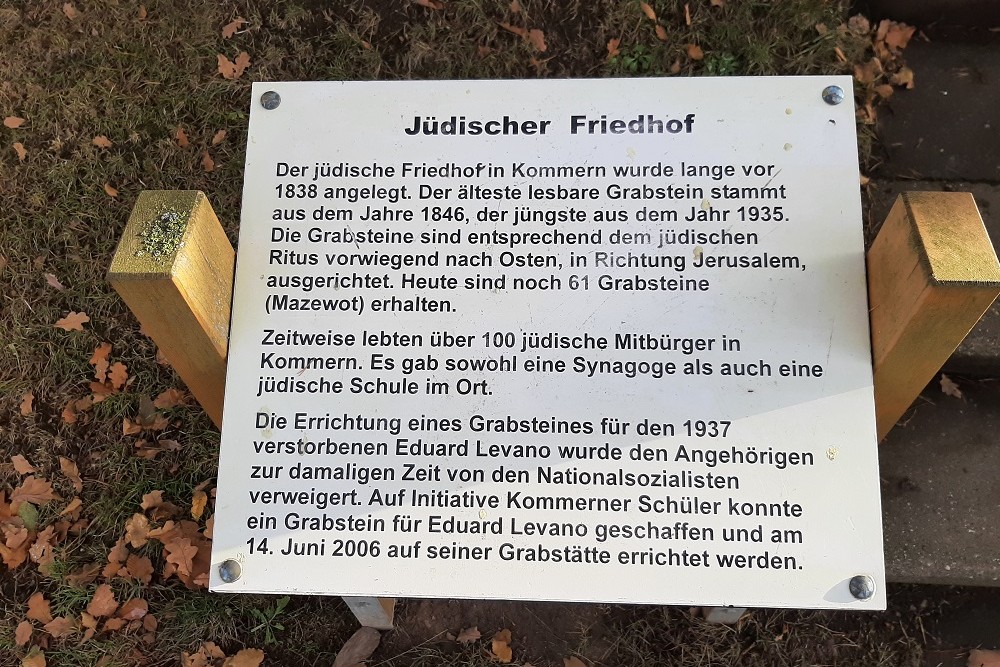 Jüdischer Friedhof
Der jüdische Friedhof in Kommern wurde lange vor
1838 angelegt. Der älteste lesbare Grabstein stammt
aus dem Jahre 1846, der jüngste aus dem Jahr 1935.
Die Grabsteine sind entsprechend dem jüdischen
Ritus vorwiegend nach Osten, in Richtung Jerusalem,
ausgerichtet. Heute sind noch 61 Grabsteine
(Mazewot) erhalten.
Zeitweise lebten über 100 jüdische Mitbürger in
Kommern. Es gab sowohl eine Synagoge als auch eine
jüdische Schule im Ort.
Die Errichtung eines Grabsteines für den 1937
verstorbenen Eduard Levano wurde den Angehörigen
zur damaligen Zeit von den Nationalsozialisten
verweigert. Auf Initiative Kommerner Schüler konnte
ein Grabstein für Eduard Levano geschaffen und am
14. Juni 2006 auf seiner Grabstätte errichtet werden.